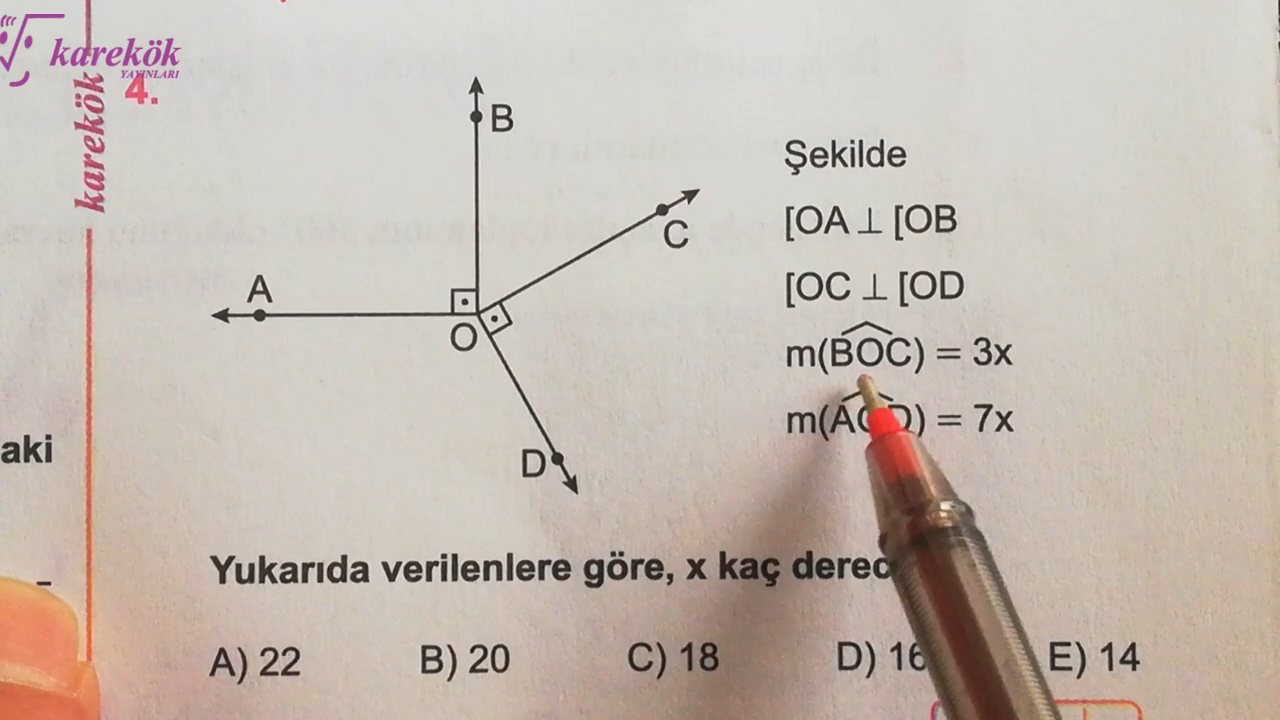 karekök
YAYINLARI
karekök
4.
B
C
A
O
D
Şekilde
[OA ⊥ [OB
[OC ⊥ [OD
m(BOC) = 3x
m(AOD) = 7x
aki
Yukarıda verilenlere göre, x kaç derec
A) 22 B) 20 C) 18 D) 16 E) 14